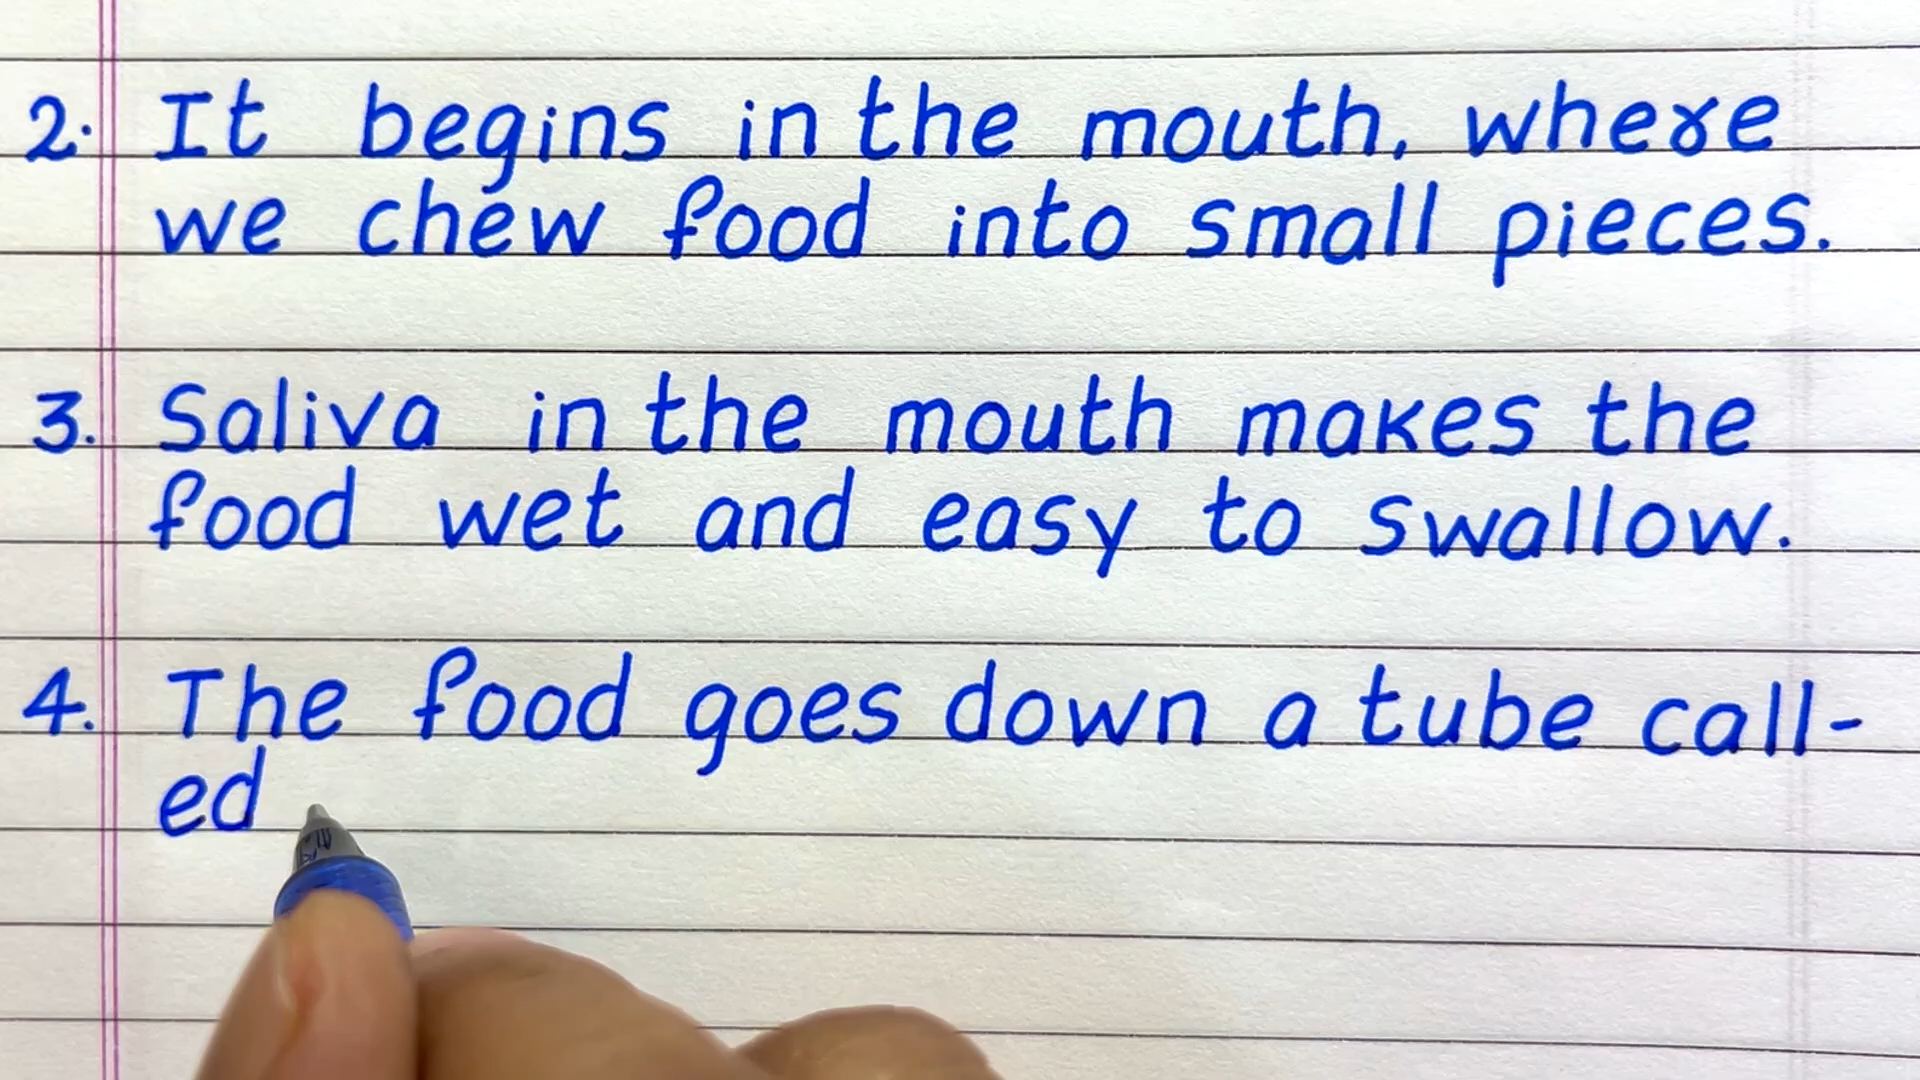 2. It begins in the mouth, where
we chew food into small pieces.
3. Saliva in the mouth makes the
food wet and easy to swallow.
4. The food goes down a tube call-
ed